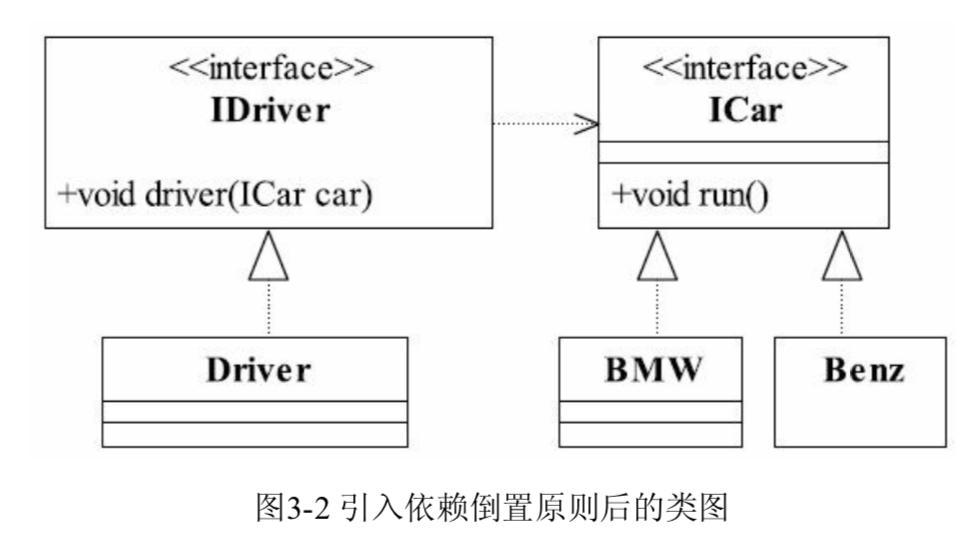 <<interface>>
IDriver
+void driver(ICar car)
<<interface>>
ICar
+void run()
Driver
BMW
Benz
图3-2 引入依赖倒置原则后的类图